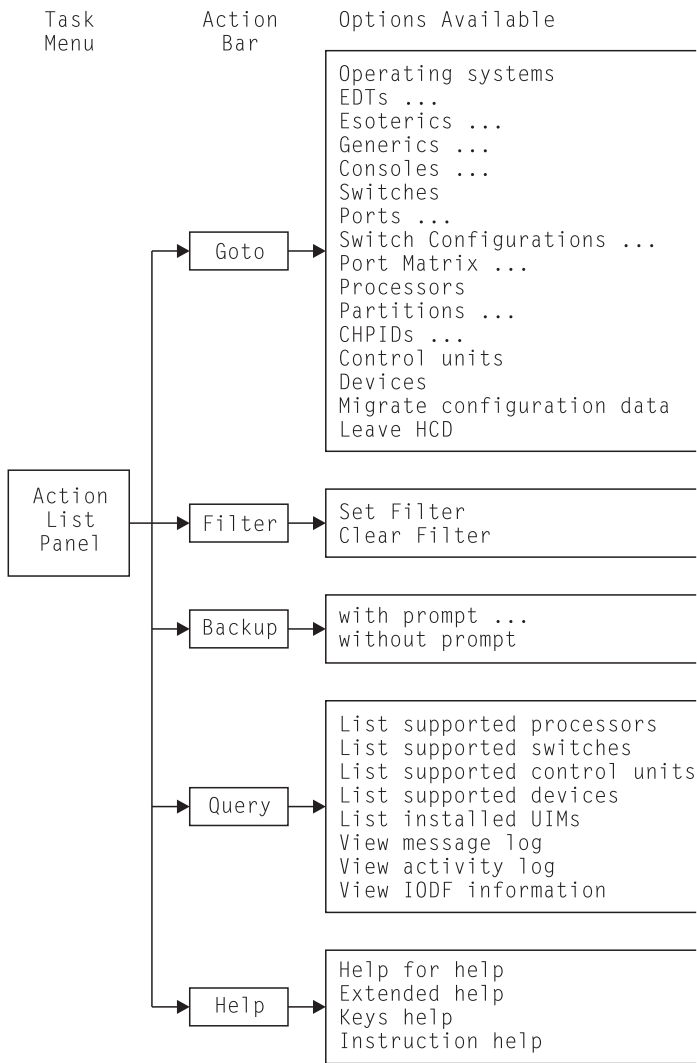 Task Menu
Action Bar
Options Available
Operating systems
EDTs ...
Esoterics ...
Generics ...
Consoles ...
Switches
Ports ...
Switch Configurations ...
Port Matrix ...
Processors
Partitions ...
CHPIDs ...
Control units
Devices
Migrate configuration data
Leave HCD
Goto
Action
List
Panel
Filter
Set Filter
Clear Filter
Backup
with prompt ...
without prompt
Query
List supported processors
List supported switches
List supported control units
List supported devices
List installed UIMs
View message log
View activity log
View IODF information
Help
Help for help
Extended help
Keys help
Instruction help